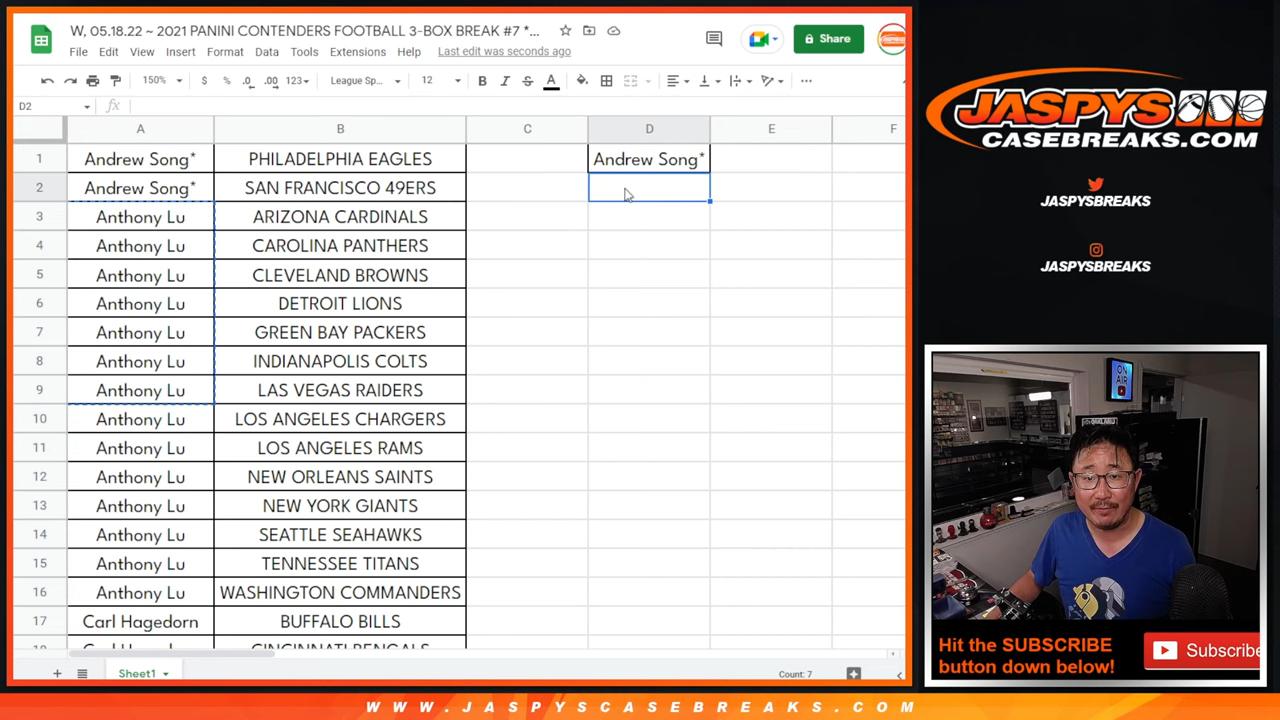 W, 05.18.22 ~ 2021 PANINI CONTENDERS FOOTBALL 3-BOX BREAK #7 *...
File Edit View Insert Format Data Tools Extensions Help Last edit was seconds ago
Share
150% $ % .0 .00 123 League Sp... 12 B I S A
D2 fx
A B C D E F
1 Andrew Song* PHILADELPHIA EAGLES Andrew Song*
2 Andrew Song* SAN FRANCISCO 49ERS
3 Anthony Lu ARIZONA CARDINALS
4 Anthony Lu CAROLINA PANTHERS
5 Anthony Lu CLEVELAND BROWNS
6 Anthony Lu DETROIT LIONS
7 Anthony Lu GREEN BAY PACKERS
8 Anthony Lu INDIANAPOLIS COLTS
9 Anthony Lu LAS VEGAS RAIDERS
10 Anthony Lu LOS ANGELES CHARGERS
11 Anthony Lu LOS ANGELES RAMS
12 Anthony Lu NEW ORLEANS SAINTS
13 Anthony Lu NEW YORK GIANTS
14 Anthony Lu SEATTLE SEAHAWKS
15 Anthony Lu TENNESSEE TITANS
16 Anthony Lu WASHINGTON COMMANDERS
17 Carl Hagedorn BUFFALO BILLS
CINCINNATI BENGALS
Sheet1
Count: 7
JASPYS
CASEBREAKS.COM
JASPYSBREAKS
JASPYSBREAKS
ON AIR
Hit the SUBSCRIBE
button down below!
Subscribe
WWW.JASPYSCASEBREAKS.COM